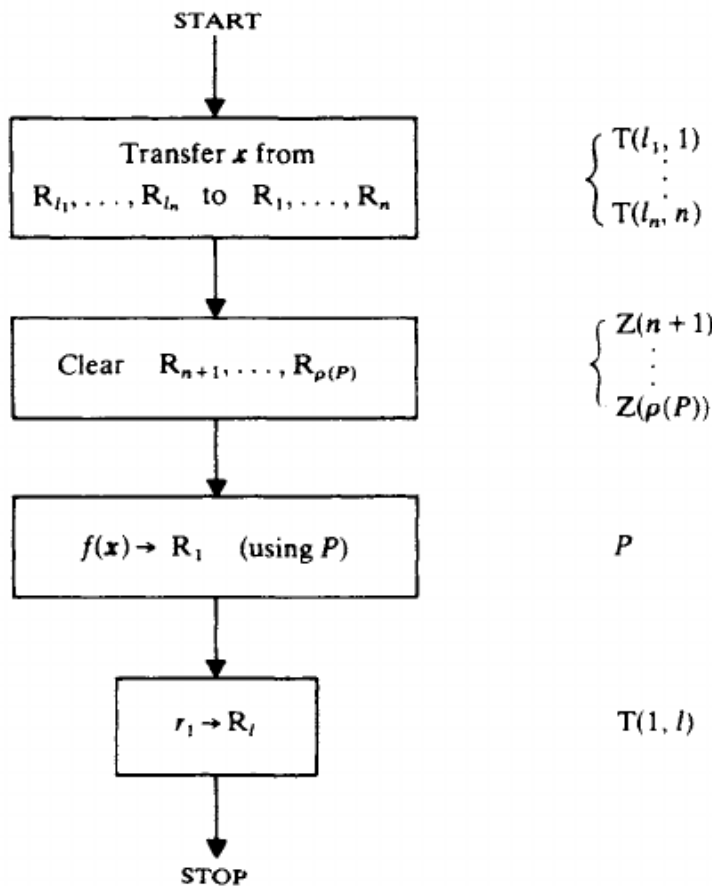 START
Transfer x from
R_{l_1}, . . . , R_{l_n} to R_1, . . . , R_n
T(l_1, 1)
⋮
T(l_n, n)
Clear R_{n+1}, . . . , R_{ρ(P)}
Z(n + 1)
⋮
Z(ρ(P))
f(x) → R_1 (using P)
P
r_1 → R_l
T(1, l)
STOP